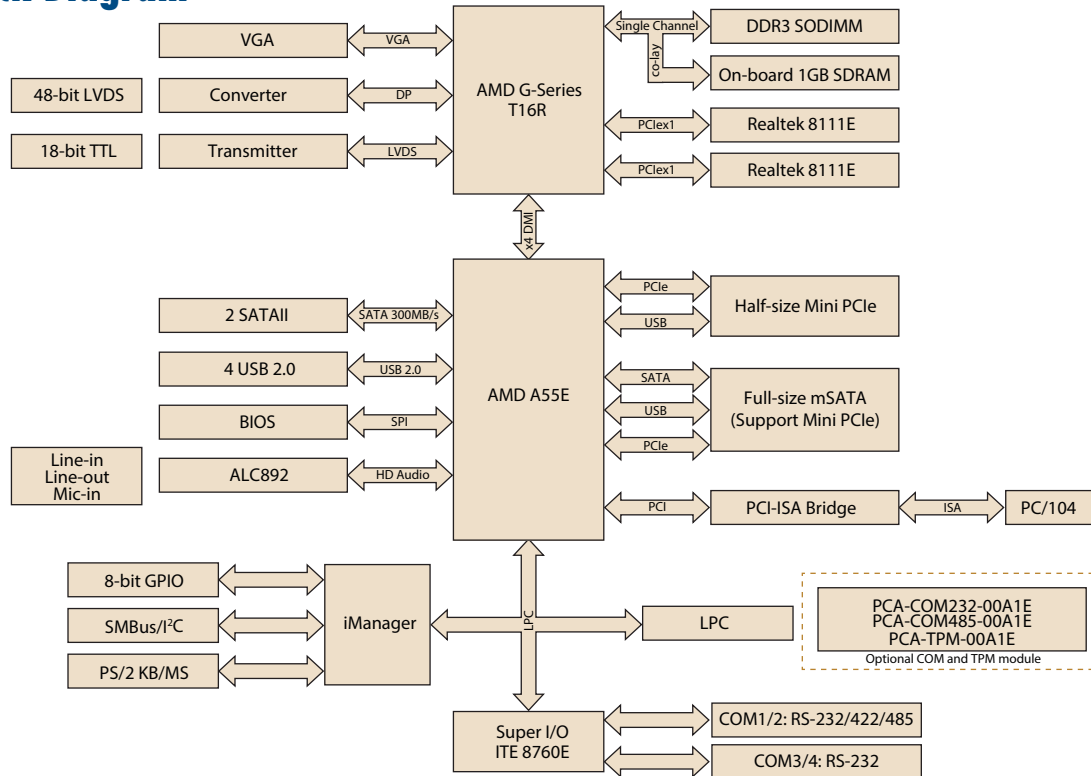 Diagram
VGA
VGA
48-bit LVDS
Converter
DP
18-bit TTL
Transmitter
LVDS
AMD G-Series
T16R
Single Channel
co-lay
DDR3 SODIMM
On-board 1GB SDRAM
PCIex1
Realtek 8111E
PCIex1
Realtek 8111E
x4 DMI
2 SATAII
SATA 300MB/s
4 USB 2.0
USB 2.0
BIOS
SPI
Line-in
Line-out
Mic-in
ALC892
HD Audio
AMD A55E
PCIe
USB
Half-size Mini PCIe
SATA
USB
PCIe
Full-size mSATA
(Support Mini PCIe)
PCI
PCI-ISA Bridge
ISA
PC/104
8-bit GPIO
SMBus/I²C
PS/2 KB/MS
iManager
LPC
LPC
PCA-COM232-00A1E
PCA-COM485-00A1E
PCA-TPM-00A1E
Optional COM and TPM module
Super I/O
ITE 8760E
COM1/2: RS-232/422/485
COM3/4: RS-232